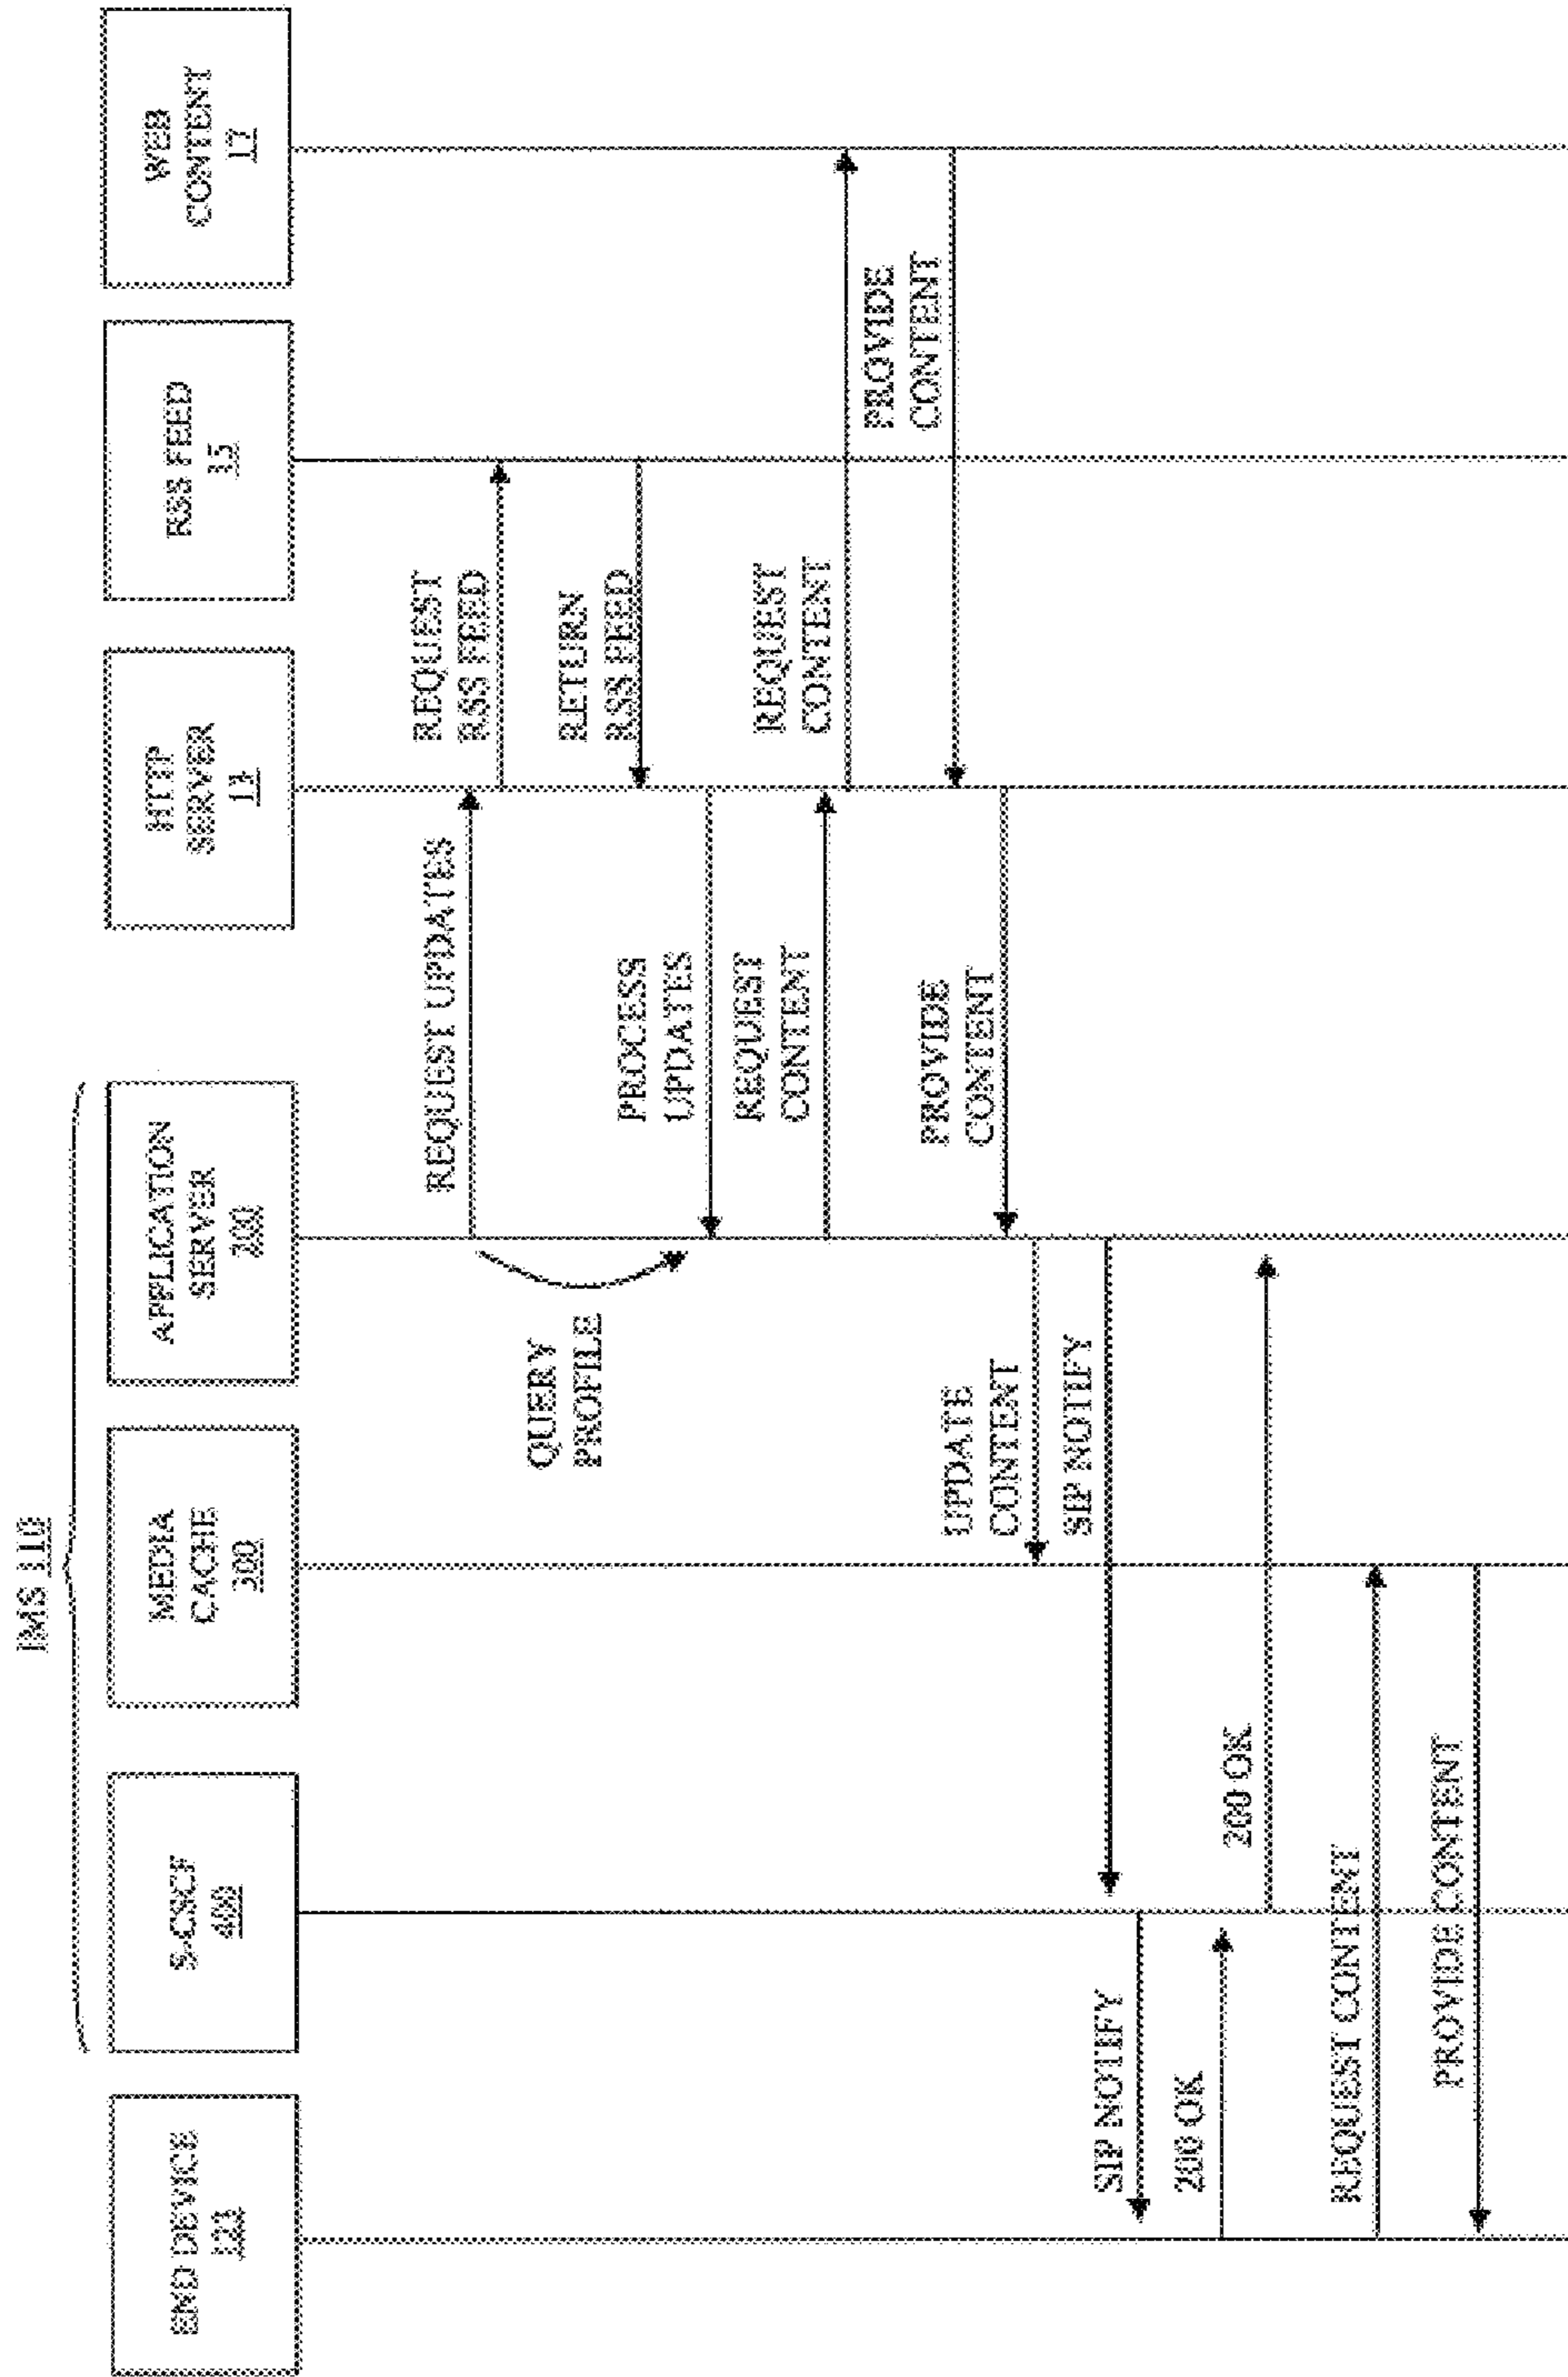 IMS 110
END DEVICE
S-CSCF
400
MEDIA
CACHE
300
APPLICATION
SERVER
200
HTTP
SERVER
RSS FEED
15
WEB
CONTENT
17
REQUEST UPDATES
REQUEST
RSS FEED
QUERY
PROFILE
RETURN
RSS FEED
PROCESS
UPDATES
REQUEST
CONTENT
REQUEST
CONTENT
PROVIDE
CONTENT
PROVIDE
CONTENT
UPDATE
CONTENT
SIP NOTIFY
SIP NOTIFY
200 OK
200 OK
REQUEST CONTENT
PROVIDE CONTENT